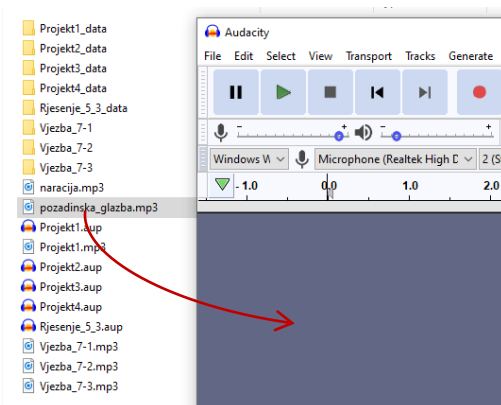 Projekt1_data
Projekt2_data
Projekt3_data
Projekt4_data
Rjesenje_5_3_data
Vjezba_7-1
Vjezba_7-2
Vjezba_7-3
naracija.mp3
pozadinska_glazba.mp3
Projekt1.aup
Projekt1.mp3
Projekt2.aup
Projekt3.aup
Projekt4.aup
Rjesenje_5_3.aup
Vjezba_7-1.mp3
Vjezba_7-2.mp3
Vjezba_7-3.mp3
Audacity
File Edit Select View Transport Tracks Generate
Windows W Microphone (Realtek High D 2 (S
- 1.0 0,0 1.0 2.0